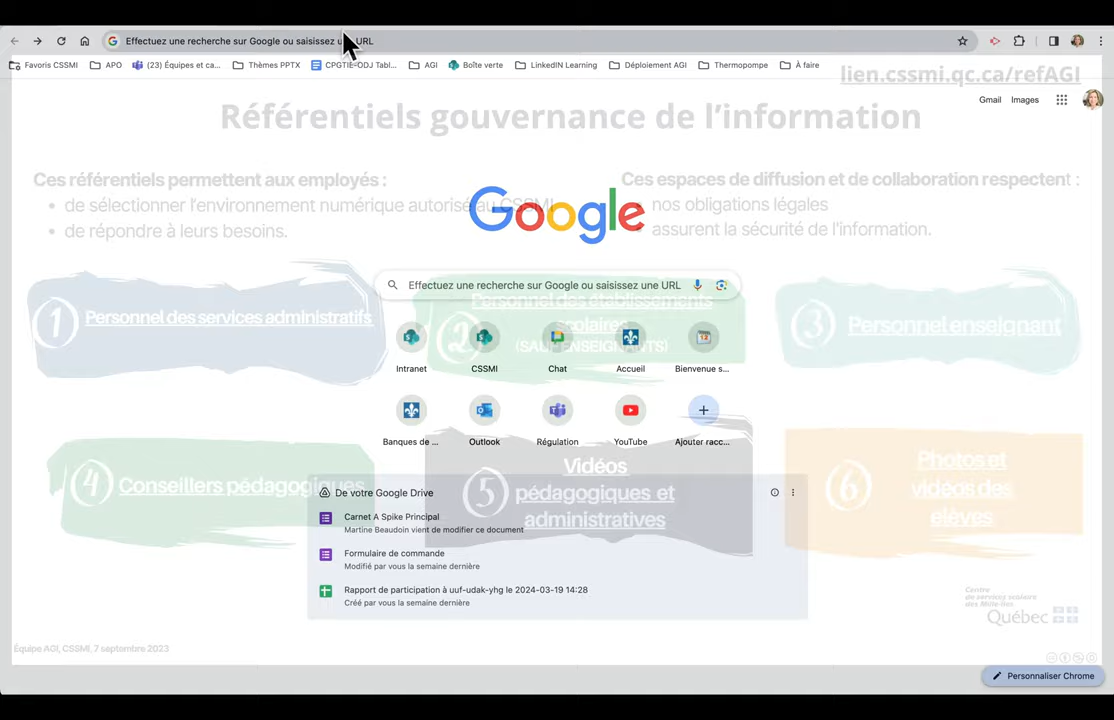 Effectuez une recherche sur Google ou saisissez une URL
Favoris CSSMI
APO
(23) Équipes et ca...
Thèmes PPTX
CPGTIE-ODJ Tabl...
AGI
Boîte verte
LinkedIN Learning
Déploiement AGI
Thermopompe
À faire
lien.cssmi.qc.ca/refAGI
Gmail
Images
Référentiels gouvernance de l'information
Ces référentiels permettent aux employés :
de sélectionner l'environnement numérique autorisé au CSSMI
de répondre à leurs besoins.
Ces espaces de diffusion et de collaboration respectent :
nos obligations légales
assurent la sécurité de l'information.
Google
Effectuez une recherche sur Google ou saisissez une URL
1
Personnel des services administratifs
2
Personnel des établissements
scolaires
(SAUF ENSEIGNANTS)
3
Personnel enseignant
Intranet
CSSMI
Chat
Accueil
Bienvenue s...
Banques de ...
Outlook
Régulation
YouTube
Ajouter racc...
4
Conseillers pédagogiques
5
Vidéos
pédagogiques et
administratives
6
Photos et
vidéos des
élèves
De votre Google Drive
Carnet A Spike Principal
Martine Beaudoin vient de modifier ce document
Formulaire de commande
Modifié par vous la semaine dernière
Rapport de participation à uuf-udak-yhg le 2024-03-19 14:28
Créé par vous la semaine dernière
Centre
de services scolaire
des Mille-Îles
Québec
Équipe AGI, CSSMI, 7 septembre 2023
Personnaliser Chrome